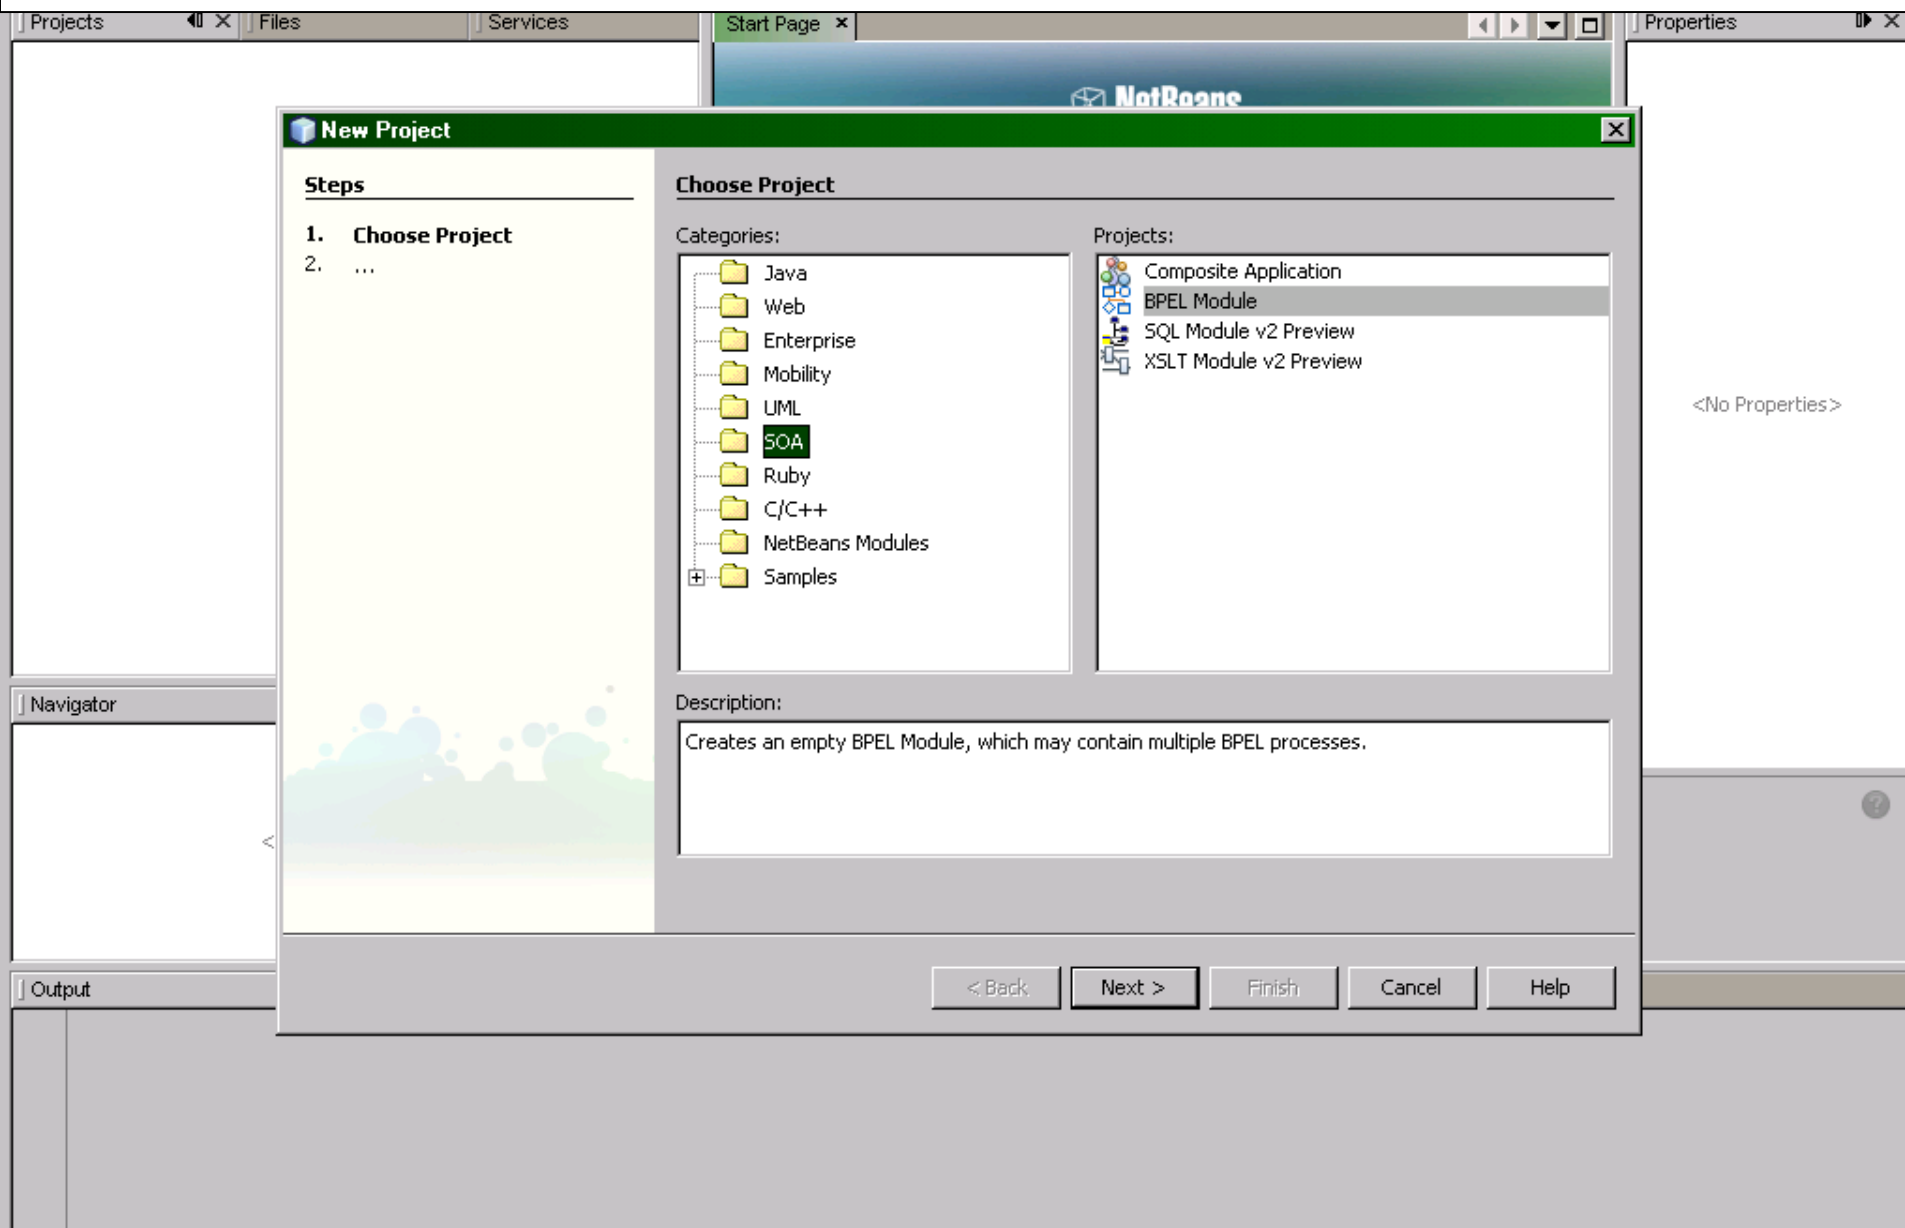 Projects
Files
Services
Start Page
Properties
NetBeans
New Project
Steps
1. Choose Project
2. ...
Choose Project
Categories:
Java
Web
Enterprise
Mobility
UML
SOA
Ruby
C/C++
NetBeans Modules
Samples
Projects:
Composite Application
BPEL Module
SQL Module v2 Preview
XSLT Module v2 Preview
<No Properties>
Navigator
<
Description:
Creates an empty BPEL Module, which may contain multiple BPEL processes.
< Back
Next >
Finish
Cancel
Help
Output